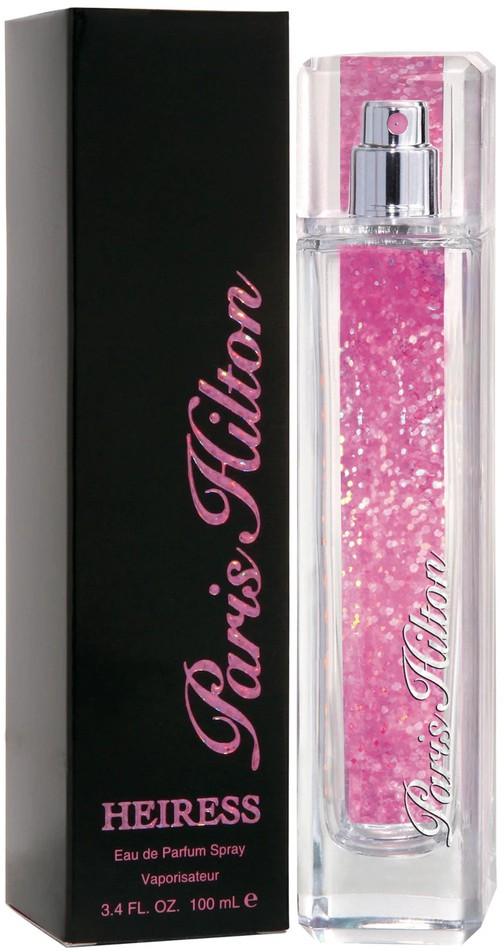 Paris Hilton
HEIRESS
Eau de Parfum Spray
Vaporisateur
3.4 FL. OZ. 100 mL ℮
Paris Hilton